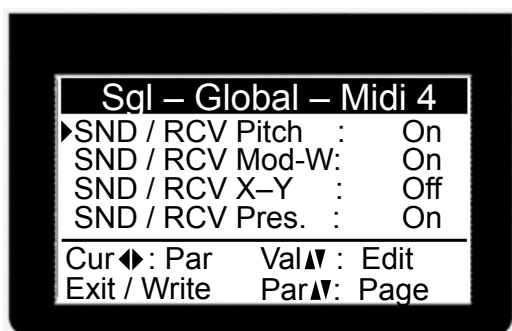 Sgl – Global – Midi 4
SND / RCV Pitch : On
SND / RCV Mod-W: On
SND / RCV X–Y : Off
SND / RCV Pres. : On
Cur : Par Val : Edit
Exit / Write Par : Page